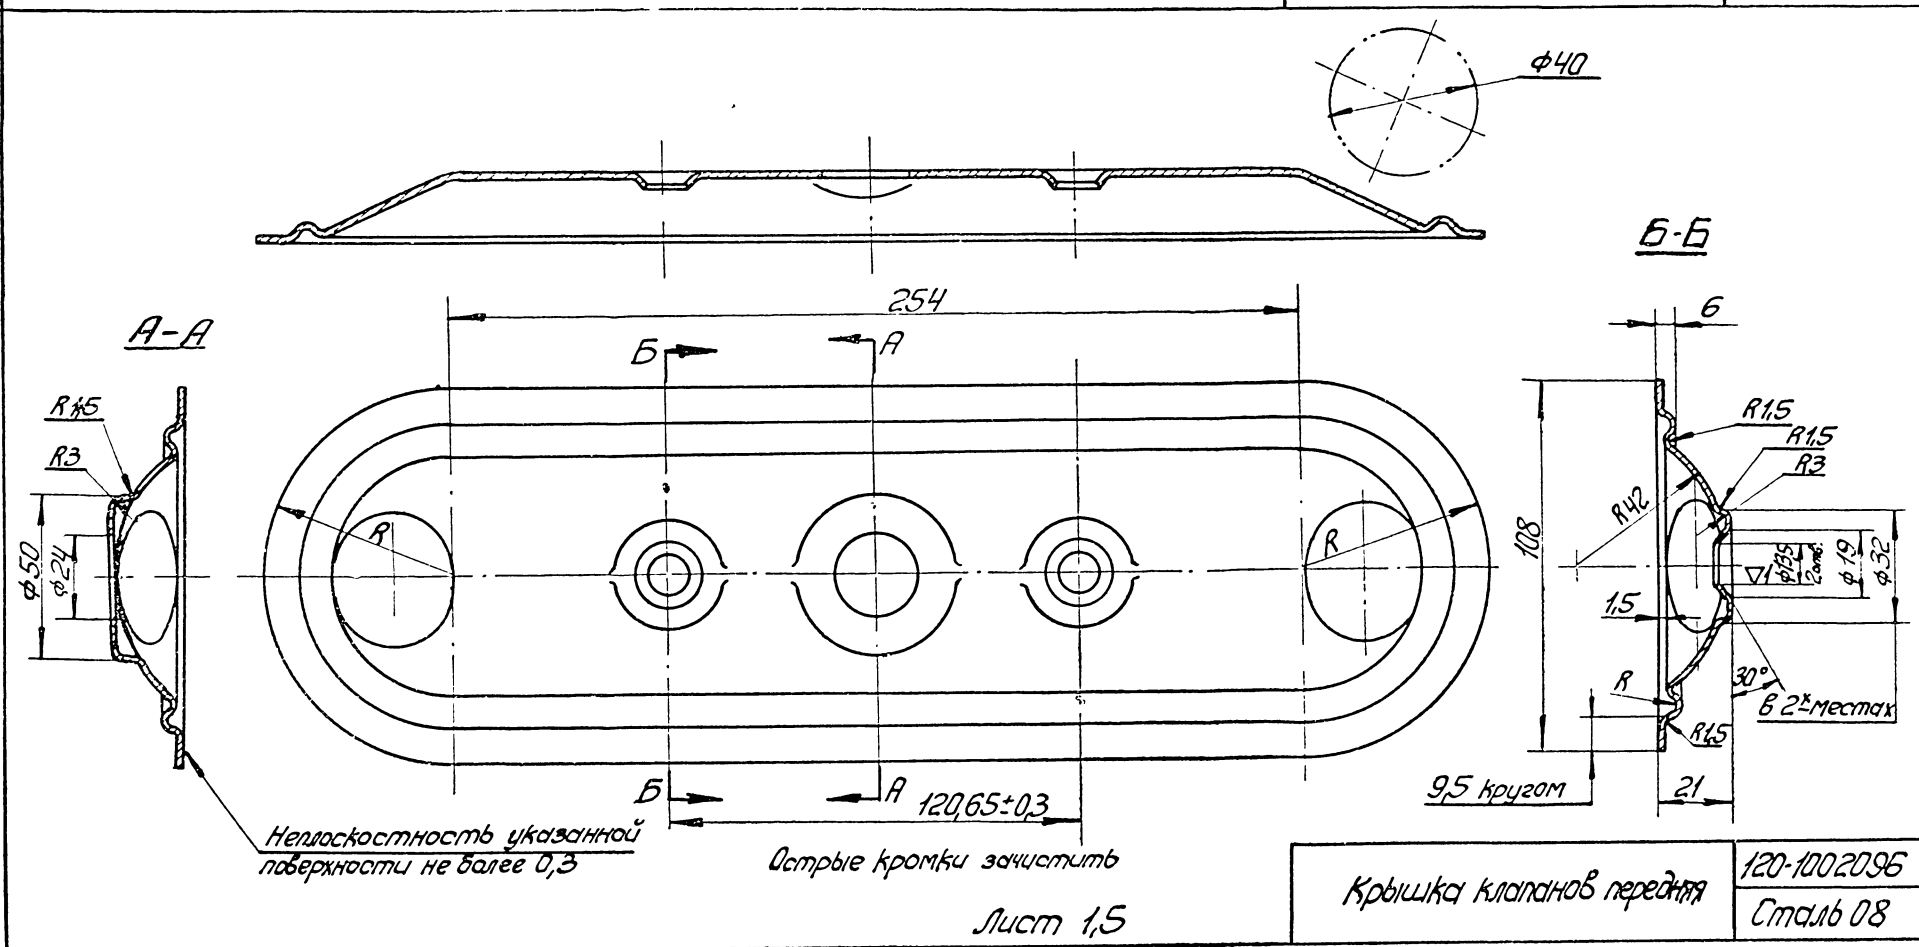 ф40
Б-Б
254
6
А-А
Б
А
R1,5
R3
R1,5
R1,5
R3
R42
R
R
108
ф50
ф24
▽1
ф13,5
2 отв.
ф19
ф32
1,5
30°
R
в 2х местах
R1,5
Б
А
120,65±0,3
9,5 кругом
21
Неплоскостность указанной
поверхности не более 0,3
Острые кромки зачистить
Крышка клапанов передняя
120-1002096
Сталь 08
Лист 1,5